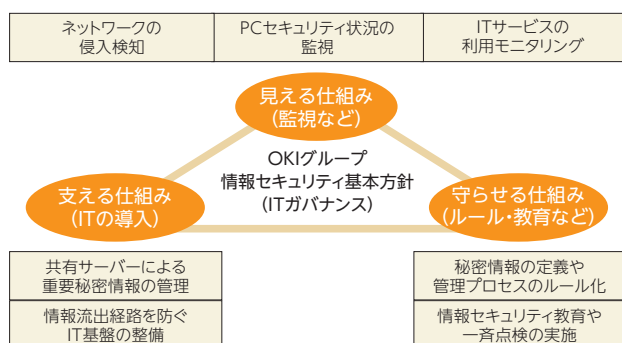 ネットワークの
侵入検知
PCセキュリティ状況の
監視
ITサービスの
利用モニタリング
見える仕組み
(監視など)
OKIグループ
情報セキュリティ基本方針
(ITガバナンス)
支える仕組み
(ITの導入)
守らせる仕組み
(ルール・教育など)
共有サーバーによる
重要秘密情報の管理
情報流出経路を防ぐ
IT基盤の整備
秘密情報の定義や
管理プロセスのルール化
情報セキュリティ教育や
一斉点検の実施